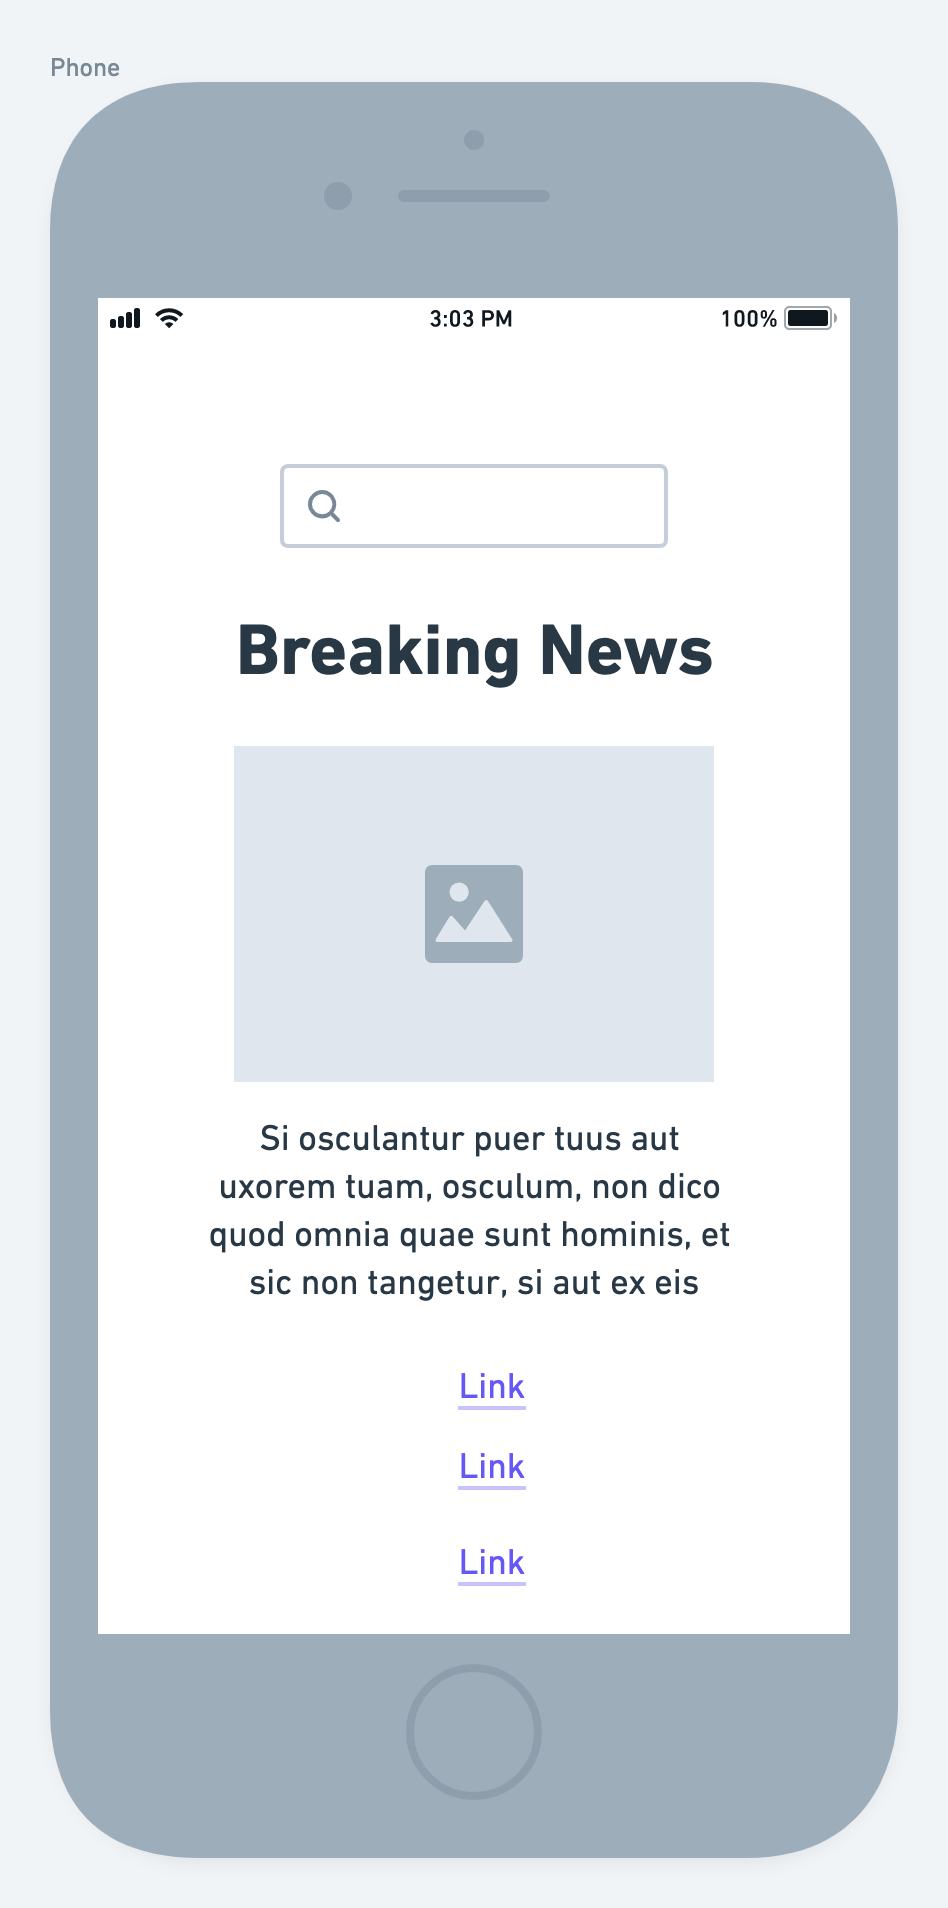 Phone
3:03 PM
100%
Breaking News
Si osculantur puer tuus aut
uxorem tuam, osculum, non dico
quod omnia quae sunt hominis, et
sic non tangetur, si aut ex eis
Link
Link
Link